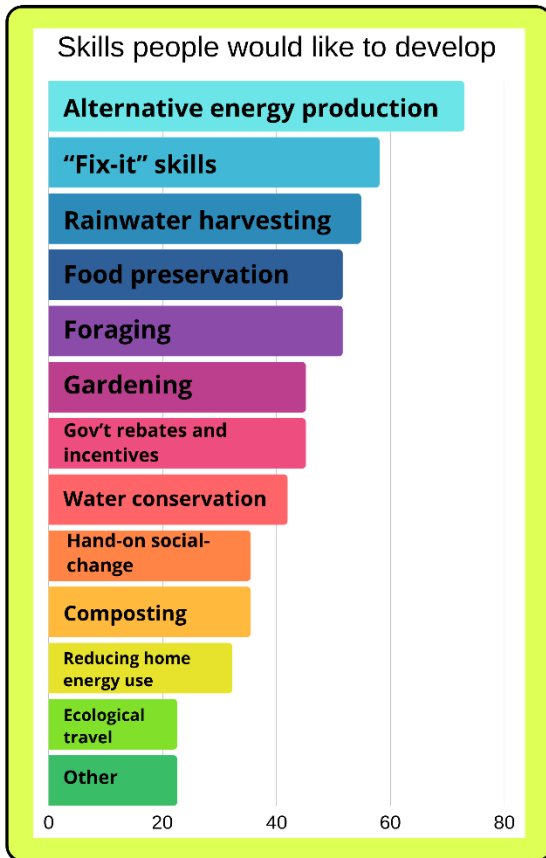 Skills people would like to develop
Alternative energy production
“Fix-it” skills
Rainwater harvesting
Food preservation
Foraging
Gardening
Gov’t rebates and
incentives
Water conservation
Hand-on social-
change
Composting
Reducing home
energy use
Ecological
travel
Other
0 20 40 60 80